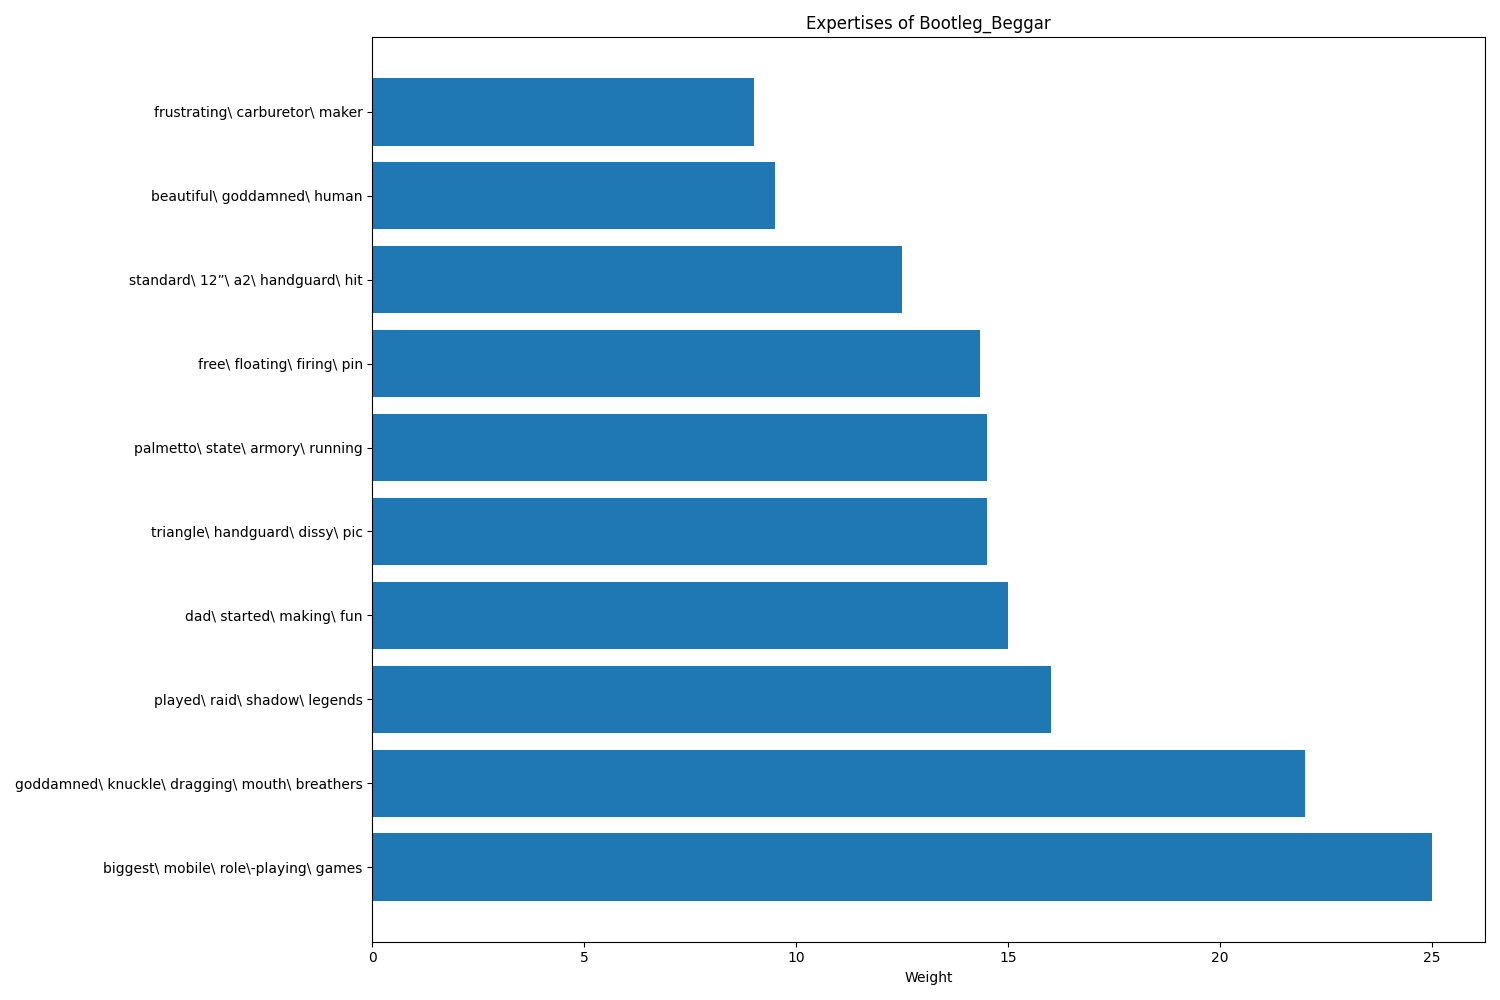 Expertises of Bootleg_Beggar
frustrating\ carburetor\ maker
beautiful\ goddamned\ human
standard\ 12”\ a2\ handguard\ hit
free\ floating\ firing\ pin
palmetto\ state\ armory\ running
triangle\ handguard\ dissy\ pic
dad\ started\ making\ fun
played\ raid\ shadow\ legends
goddamned\ knuckle\ dragging\ mouth\ breathers
biggest\ mobile\ role\-playing\ games
0 5 10 15 20 25
Weight